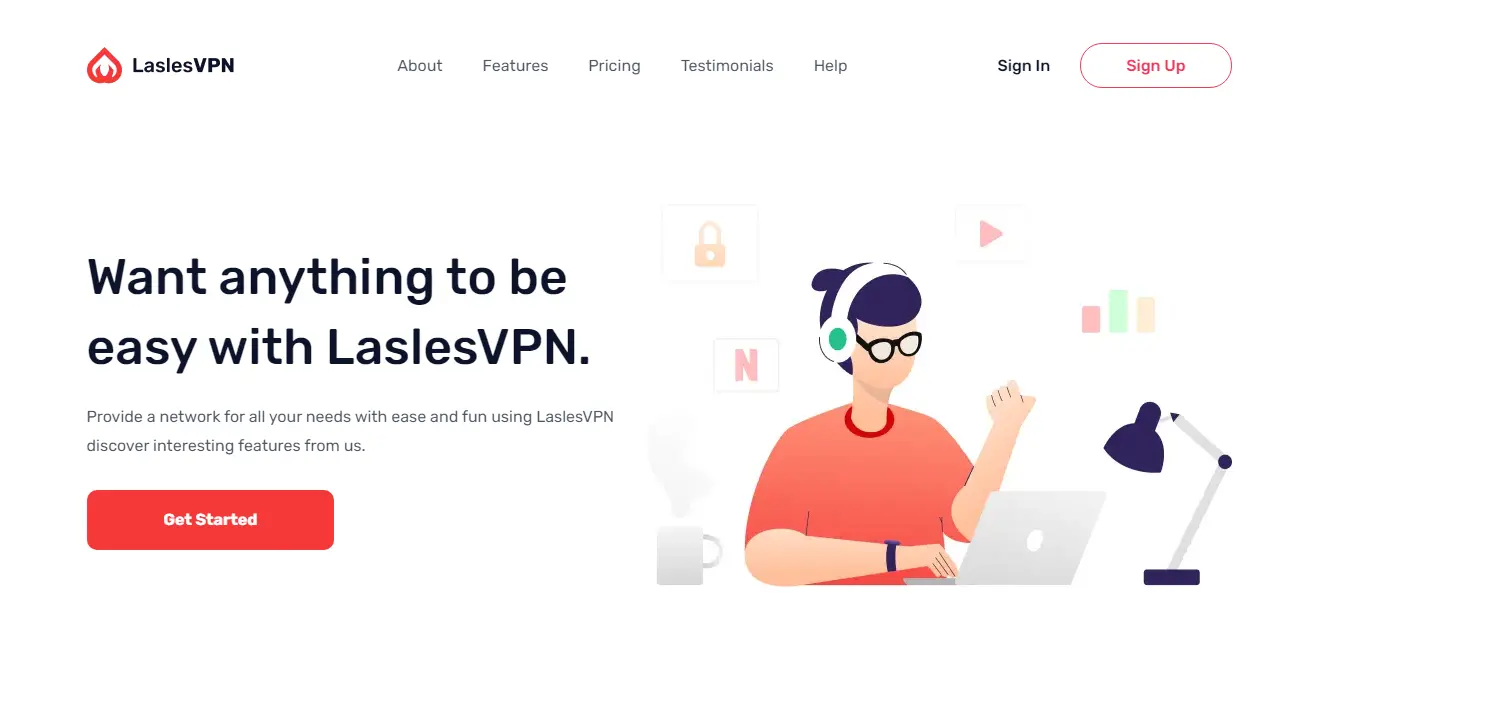 LaslesVPN
About
Features
Pricing
Testimonials
Help
Sign In
Sign Up
Want anything to be
easy with LaslesVPN.
Provide a network for all your needs with ease and fun using LaslesVPN
discover interesting features from us.
Get Started
N